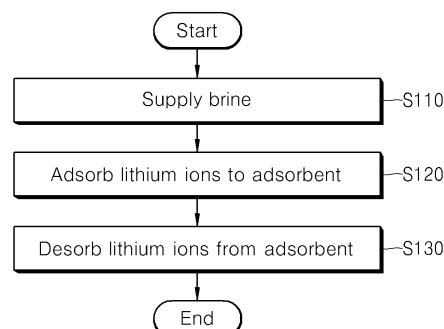 Start
Supply brine
S110
Adsorb lithium ions to adsorbent
S120
Desorb lithium ions from adsorbent
S130
End